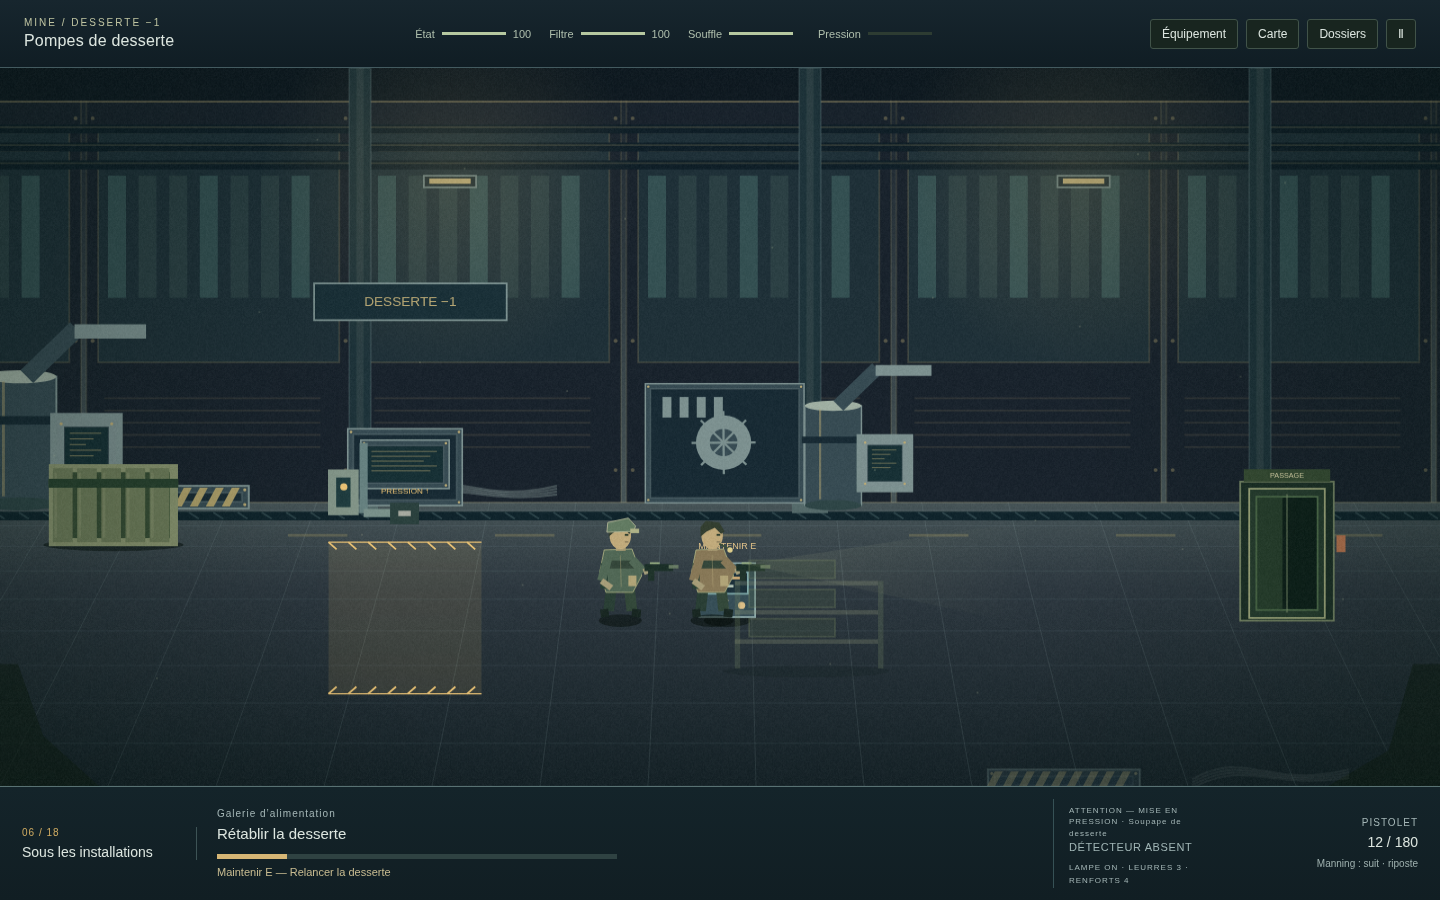 MINE / DESSERTE −1
Pompes de desserte
État 100 Filtre 100 Souffle Pression
Équipement Carte Dossiers II
DESSERTE −1
PRESSION
PASSAGE
TENIR E
06 / 18
Sous les installations
Galerie d'alimentation
Rétablir la desserte
Maintenir E — Relancer la desserte
ATTENTION — MISE EN
PRESSION · Soupape de
desserte
DÉTECTEUR ABSENT
LAMPE ON · LEURRES 3 ·
RENFORTS 4
PISTOLET
12 / 180
Manning : suit · riposte